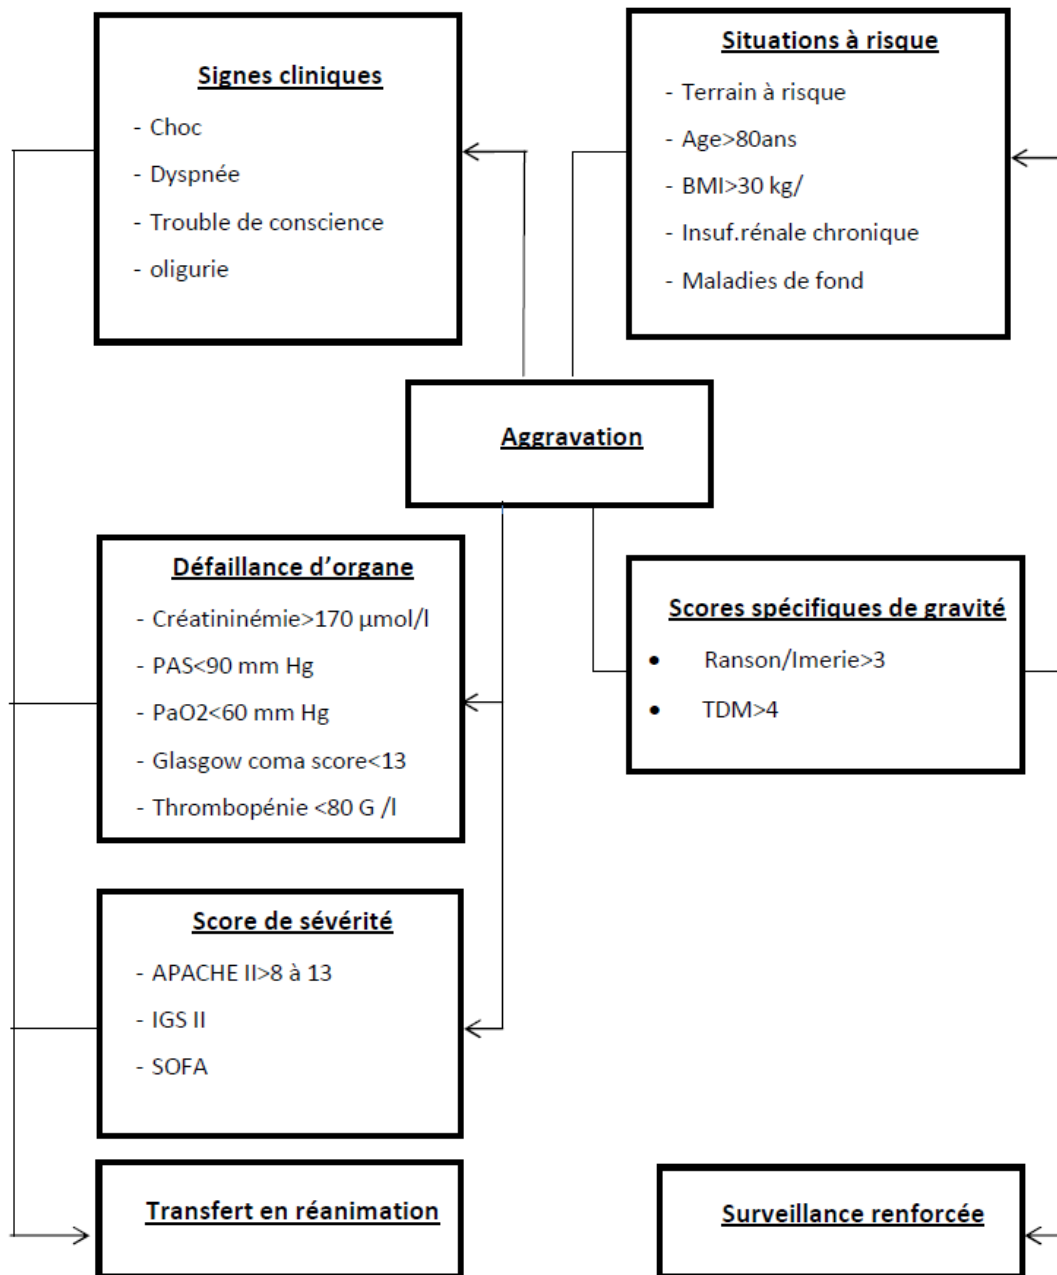 Signes cliniques
- Choc
- Dyspnée
- Trouble de conscience
- oligurie
Situations à risque
- Terrain à risque
- Age>80ans
- BMI>30 kg/
- Insuf.rénale chronique
- Maladies de fond
Aggravation
Défaillance d’organe
- Créatininémie>170 µmol/l
- PAS<90 mm Hg
- PaO2<60 mm Hg
- Glasgow coma score<13
- Thrombopénie <80 G /l
Scores spécifiques de gravité
• Ranson/Imerie>3
• TDM>4
Score de sévérité
- APACHE II>8 à 13
- IGS II
- SOFA
Transfert en réanimation
Surveillance renforcée